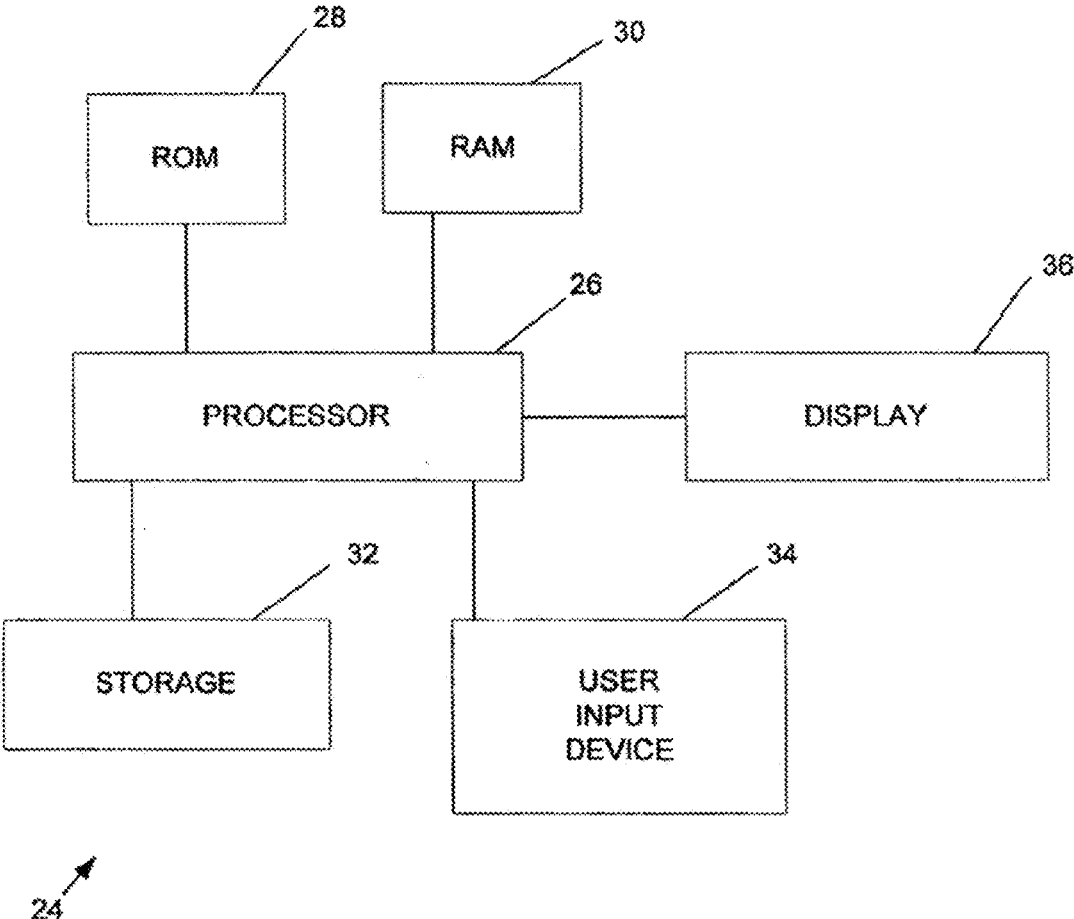 28
30
ROM
RAM
26
36
PROCESSOR
DISPLAY
32
34
STORAGE
USER
INPUT
DEVICE
24